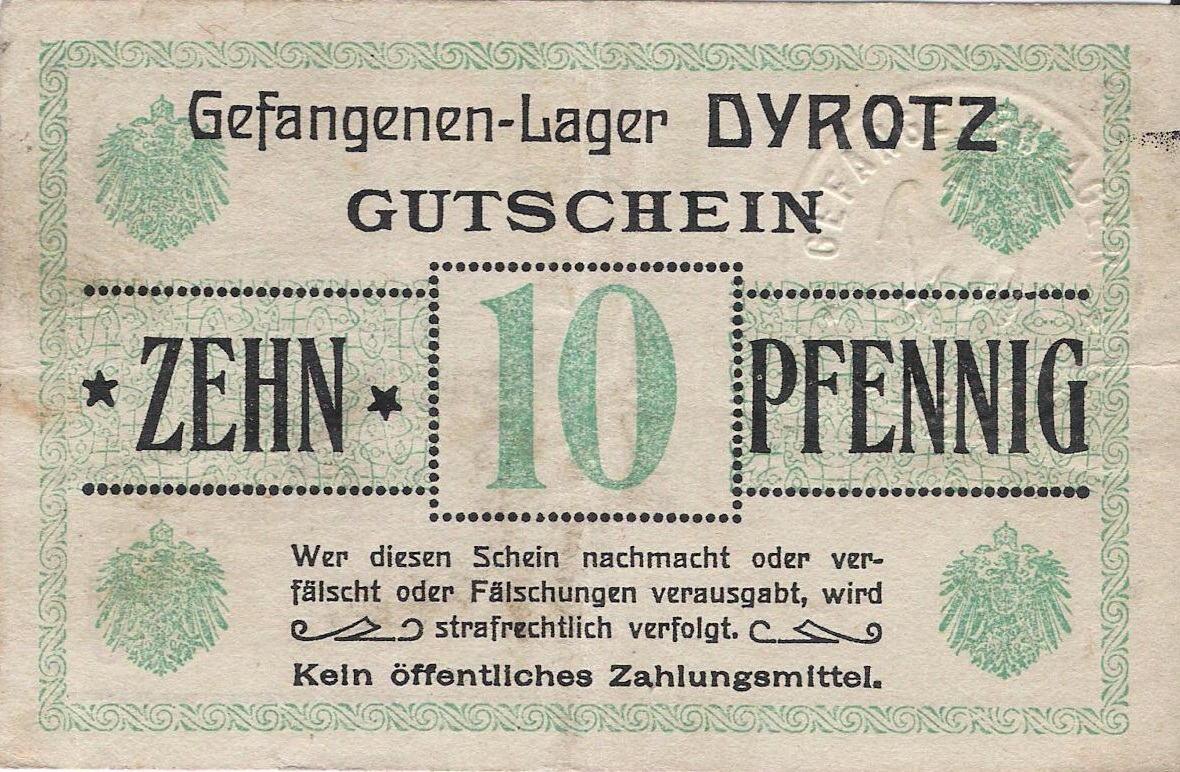 Gefangenen-Lager DYROTZ
GUTSCHEIN
★ ZEHN ★ 10 PFENNIG
Wer diesen Schein nachmacht oder ver-
fälscht oder Fälschungen verausgabt, wird
strafrechtlich verfolgt.
Kein öffentliches Zahlungsmittel.